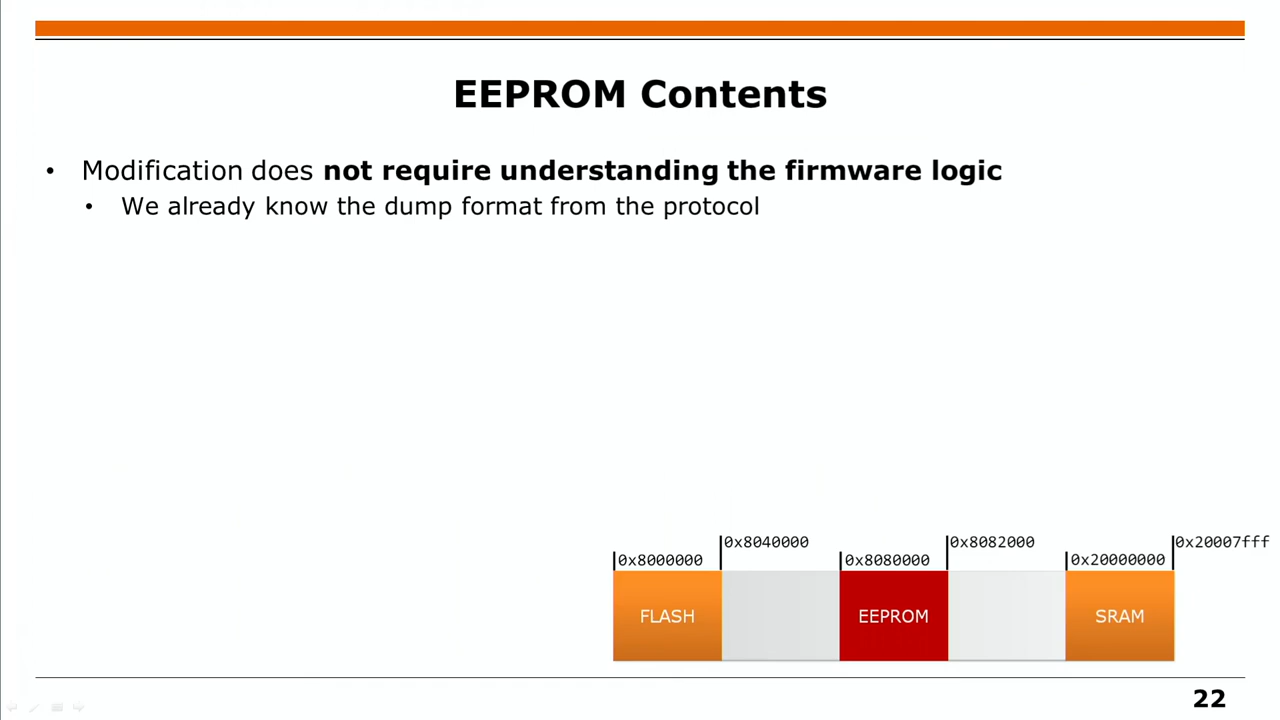 EEPROM Contents
• Modification does not require understanding the firmware logic
• We already know the dump format from the protocol
0x8000000
0x8040000
0x8080000
0x8082000
0x20000000
0x20007fff
FLASH
EEPROM
SRAM
22